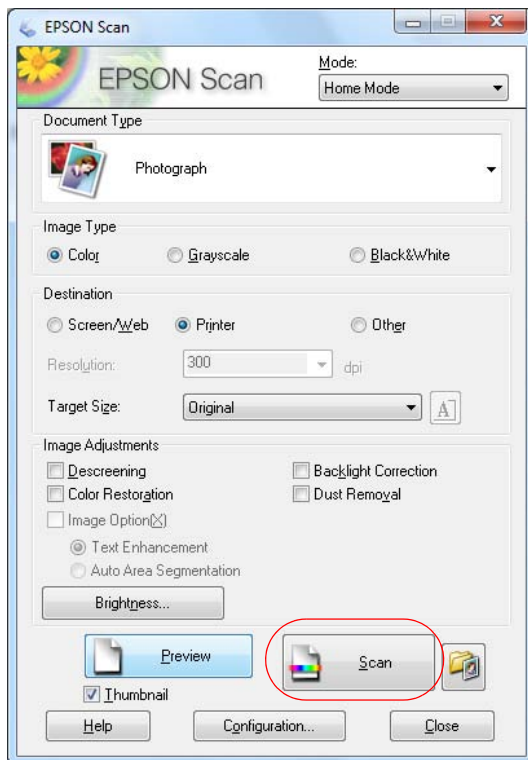 EPSON Scan
EPSON Scan
Mode:
Home Mode
Document Type
Photograph
Image Type
Color Grayscale Black&White
Destination
Screen/Web Printer Other
Resolution: 300 dpi
Target Size: Original A
Image Adjustments
Descreening Backlight Correction
Color Restoration Dust Removal
Image Option(X)
Text Enhancement
Auto Area Segmentation
Brightness...
Preview Scan
Thumbnail
Help Configuration... Close